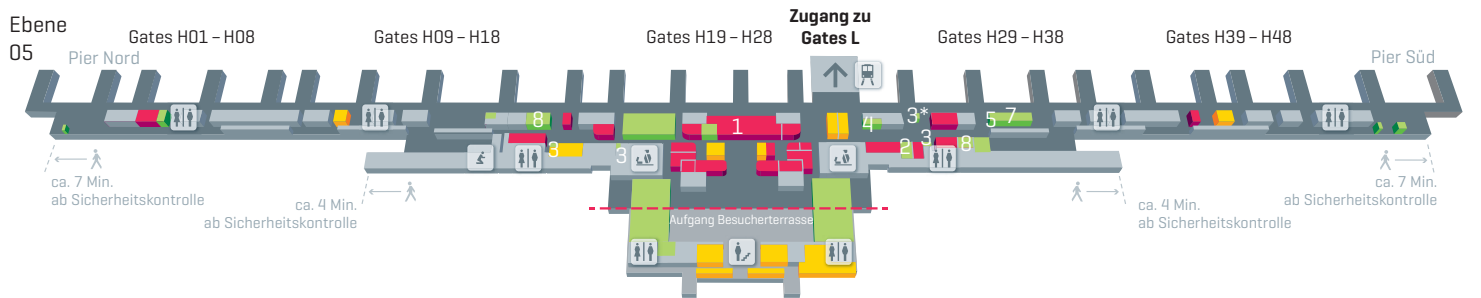 Ebene
05
Gates H01 – H08
Gates H09 – H18
Gates H19 – H28
Zugang zu
Gates L
Gates H29 – H38
Gates H39 – H48
Pier Nord
Pier Süd
8
1
4
3*
5
7
3
3
2
3
8
ca. 7 Min.
ab Sicherheitskontrolle
ca. 4 Min.
ab Sicherheitskontrolle
Aufgang Besucherterrasse
ca. 4 Min.
ab Sicherheitskontrolle
ca. 7 Min.
ab Sicherheitskontrolle